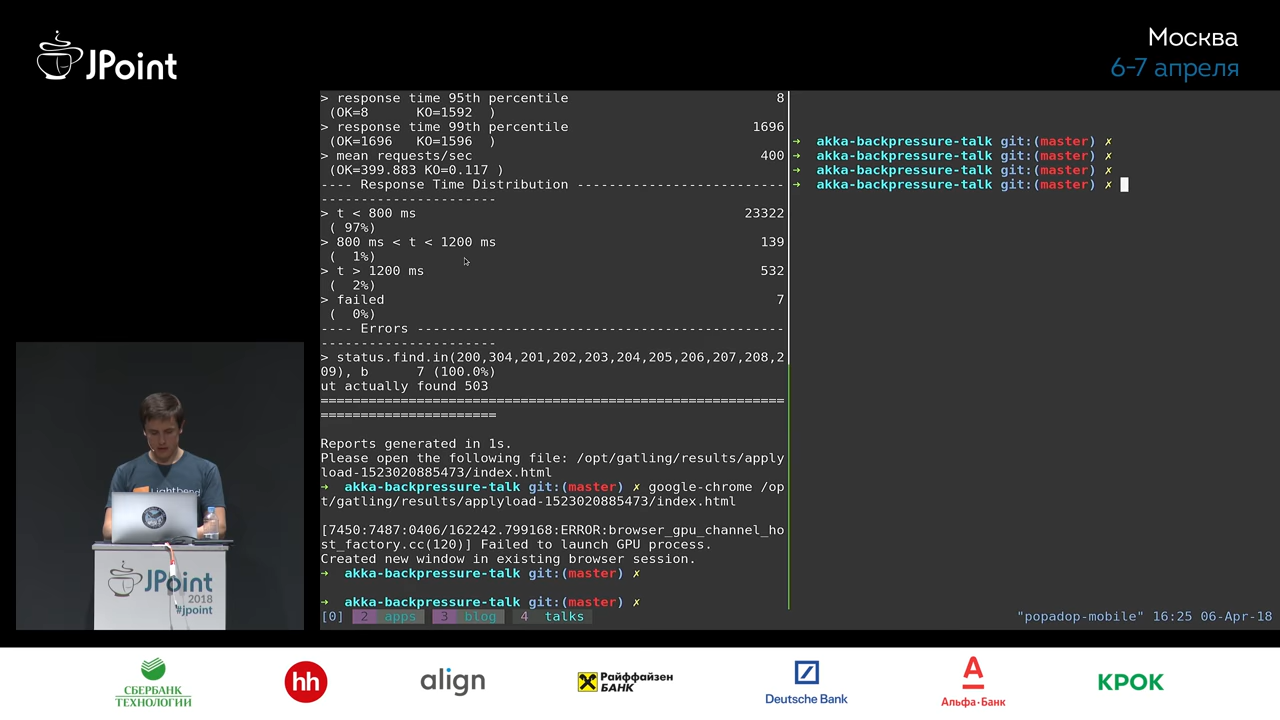 JPoint
Москва
6-7 апреля
> response time 95th percentile 8
(OK=8 KO=1592 )
> response time 99th percentile 1696
(OK=1696 KO=1596 )
> mean requests/sec 400
(OK=399.883 KO=0.117 )
---- Response Time Distribution --------------------------
----------------------
> t < 800 ms 23322
( 97%)
> 800 ms < t < 1200 ms 139
( 1%)
> t > 1200 ms 532
( 2%)
> failed 7
( 0%)
---- Errors ----------------------------------------------
----------------------
> status.find.in(200,304,201,202,203,204,205,206,207,208,2
09), b 7 (100.0%)
ut actually found 503
==========================================================
======================
Reports generated in 1s.
Please open the following file: /opt/gatling/results/apply
load-1523020885473/index.html
→ akka-backpressure-talk git:(master) ✗ google-chrome /op
t/gatling/results/applyload-1523020885473/index.html
[7450:7487:0406/162242.799168:ERROR:browser_gpu_channel_ho
st_factory.cc(120)] Failed to launch GPU process.
Created new window in existing browser session.
→ akka-backpressure-talk git:(master) ✗
→ akka-backpressure-talk git:(master) ✗
→ akka-backpressure-talk git:(master) ✗
→ akka-backpressure-talk git:(master) ✗
→ akka-backpressure-talk git:(master) ✗
→ akka-backpressure-talk git:(master) ✗
[0] 2 apps 3 blog 4 talks "popadop-mobile" 16:25 06-Apr-18
Lightbend
JPoint
2018
#jpoint
СБЕРБАНК
ТЕХНОЛОГИИ
hh
align
Райффайзен
БАНК
Deutsche Bank
А
Альфа·Банк
КРОК